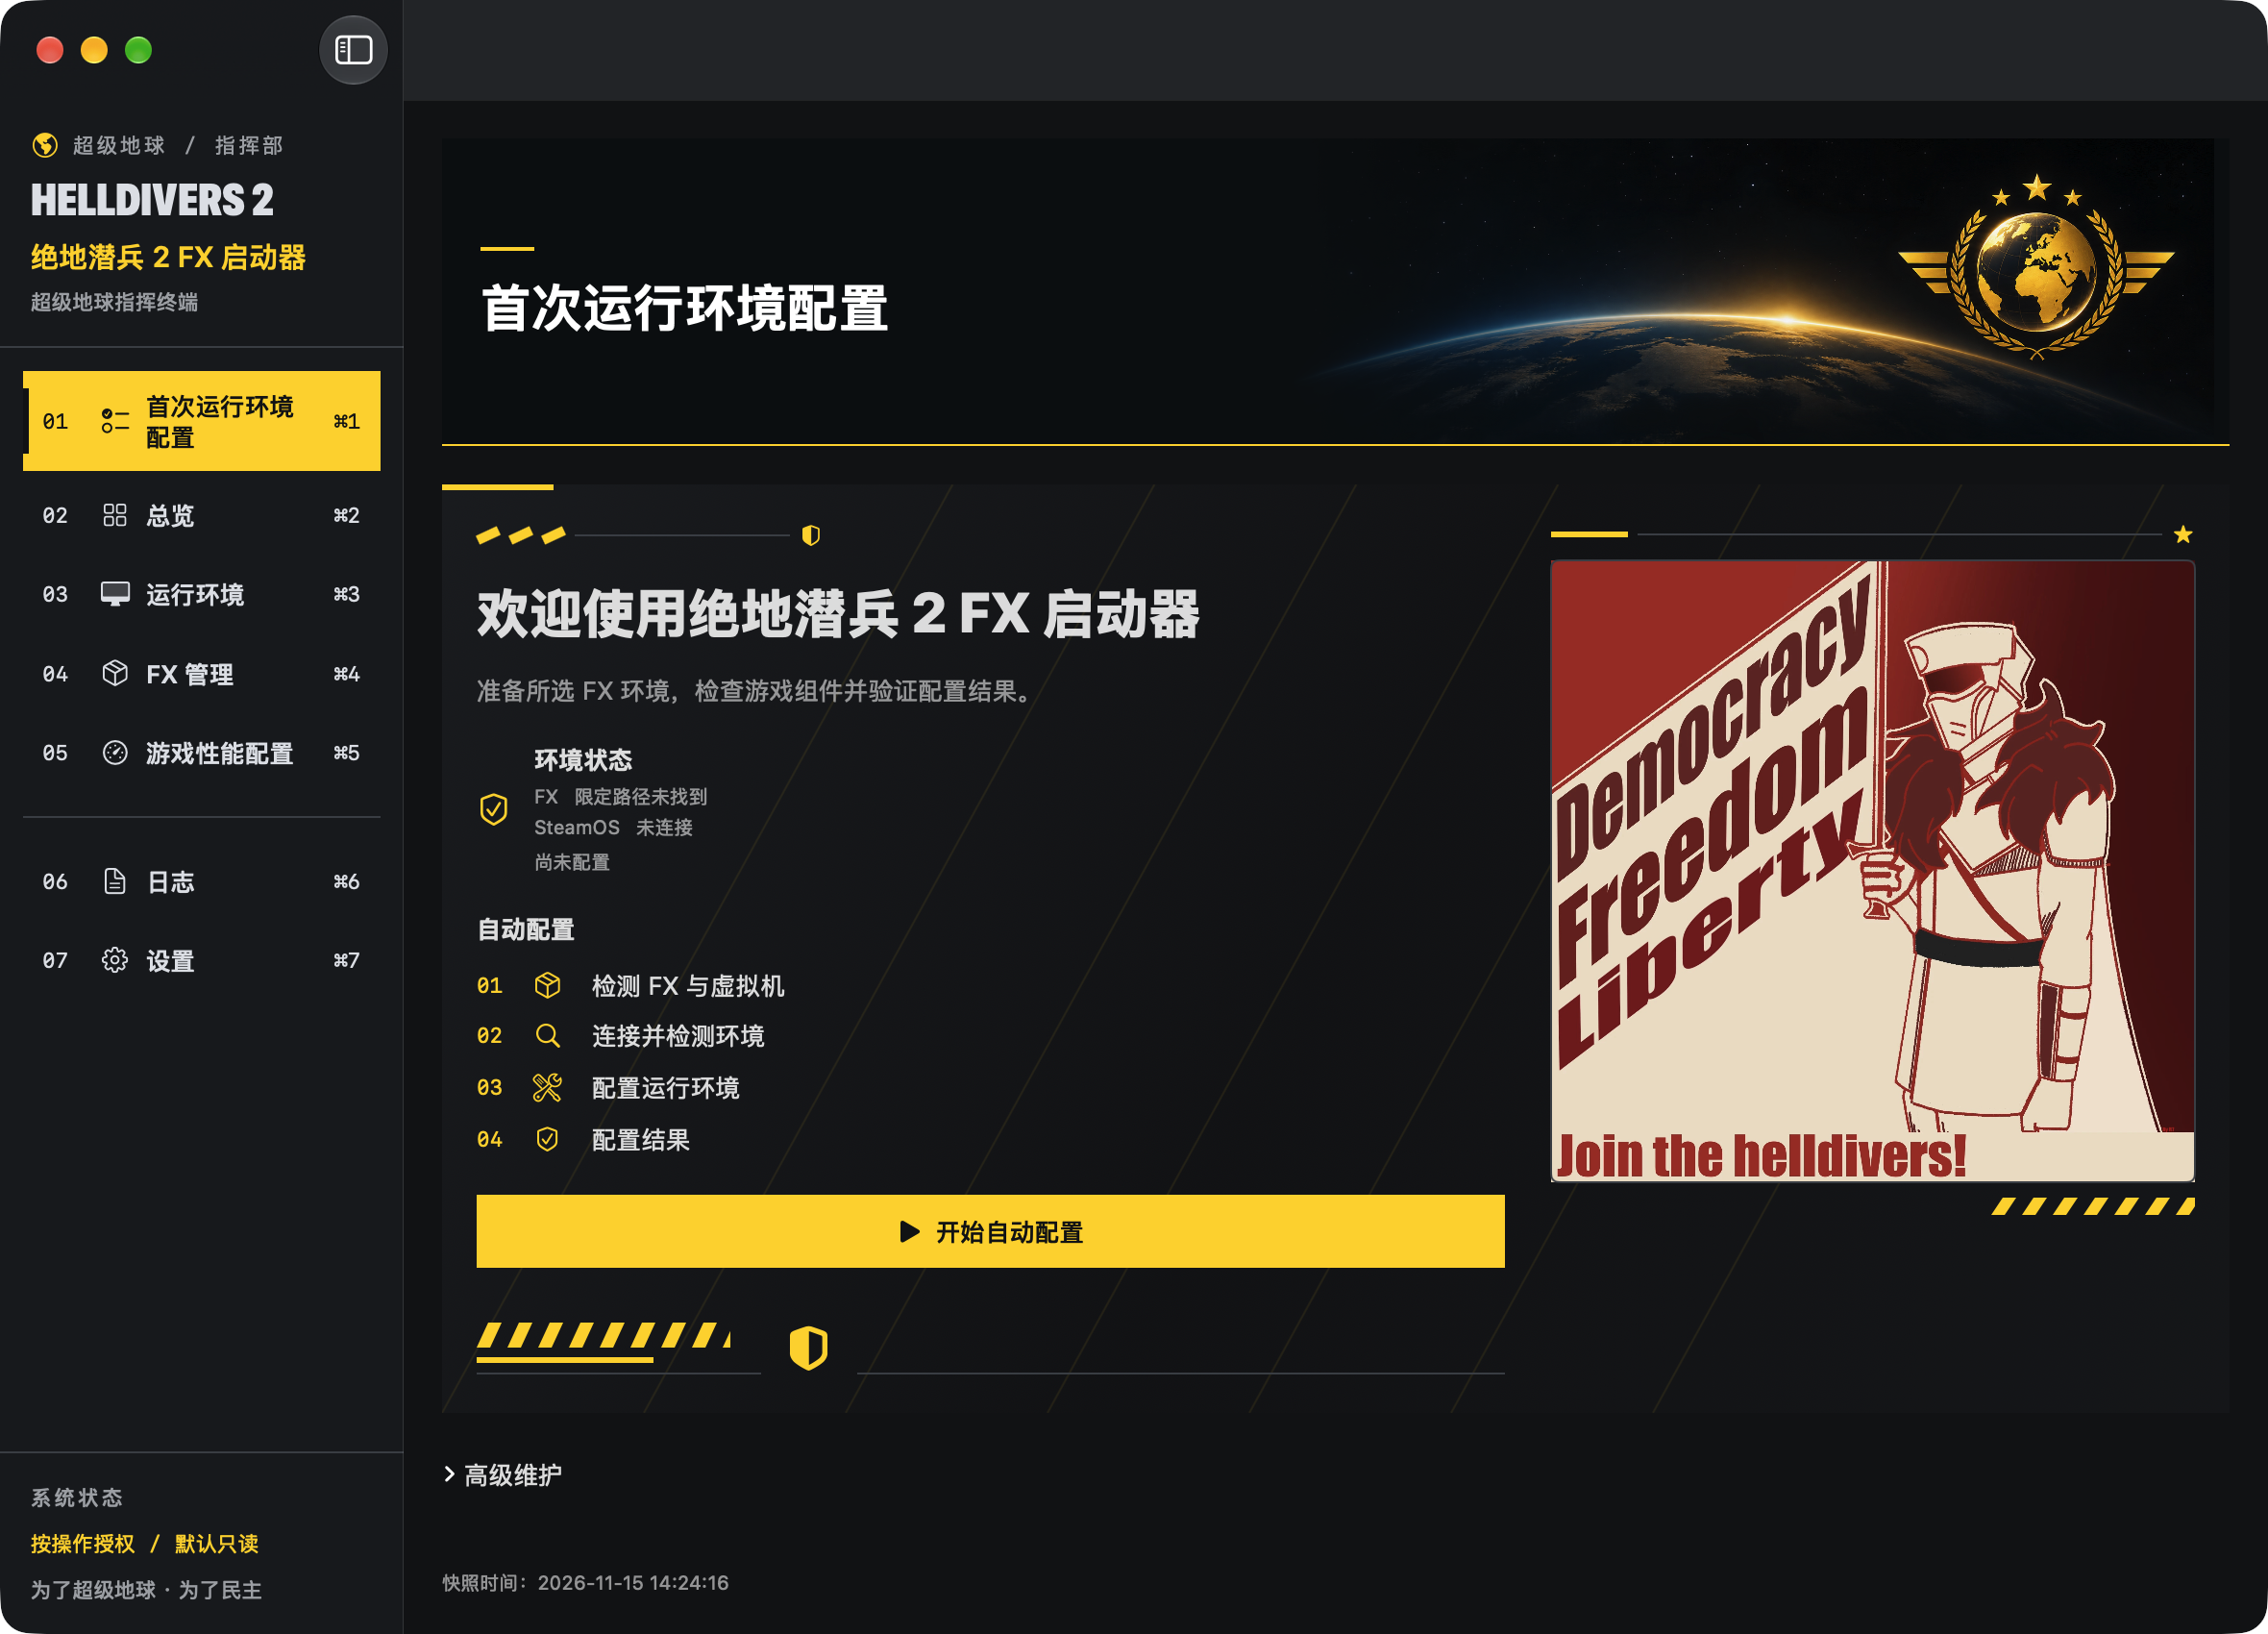 超级地球 / 指挥部
HELLDIVERS 2
绝地潜兵 2 FX 启动器
超级地球指挥终端
01 首次运行环境配置 ⌘1
02 总览 ⌘2
03 运行环境 ⌘3
04 FX 管理 ⌘4
05 游戏性能配置 ⌘5
06 日志 ⌘6
07 设置 ⌘7
系统状态
按操作授权 / 默认只读
为了超级地球 · 为了民主
首次运行环境配置
欢迎使用绝地潜兵 2 FX 启动器
准备所选 FX 环境，检查游戏组件并验证配置结果。
环境状态
FX 限定路径未找到
SteamOS 未连接
尚未配置
自动配置
01 检测 FX 与虚拟机
02 连接并检测环境
03 配置运行环境
04 配置结果
开始自动配置
Democracy
Freedom
Liberty
Join the helldivers!
高级维护
快照时间：2026-11-15 14:24:16